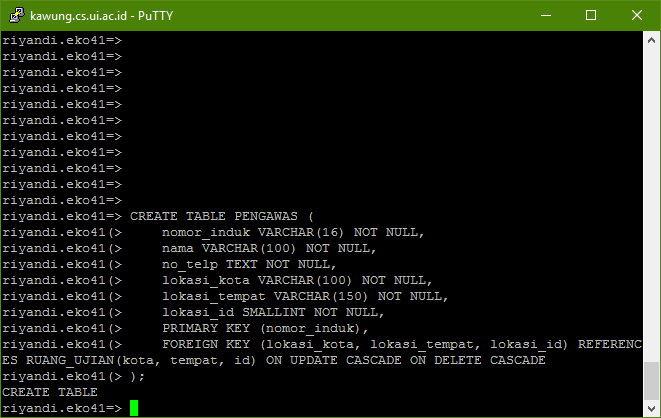 kawung.cs.ui.ac.id - PuTTY
riyandi.eko41=>
riyandi.eko41=>
riyandi.eko41=>
riyandi.eko41=>
riyandi.eko41=>
riyandi.eko41=>
riyandi.eko41=>
riyandi.eko41=>
riyandi.eko41=>
riyandi.eko41=>
riyandi.eko41=>
riyandi.eko41=> CREATE TABLE PENGAWAS (
riyandi.eko41(>     nomor_induk VARCHAR(16) NOT NULL,
riyandi.eko41(>     nama VARCHAR(100) NOT NULL,
riyandi.eko41(>     no_telp TEXT NOT NULL,
riyandi.eko41(>     lokasi_kota VARCHAR(100) NOT NULL,
riyandi.eko41(>     lokasi_tempat VARCHAR(150) NOT NULL,
riyandi.eko41(>     lokasi_id SMALLINT NOT NULL,
riyandi.eko41(>     PRIMARY KEY (nomor_induk),
riyandi.eko41(>     FOREIGN KEY (lokasi_kota, lokasi_tempat, lokasi_id) REFERENC
ES RUANG_UJIAN(kota, tempat, id) ON UPDATE CASCADE ON DELETE CASCADE
riyandi.eko41(> );
CREATE TABLE
riyandi.eko41=>